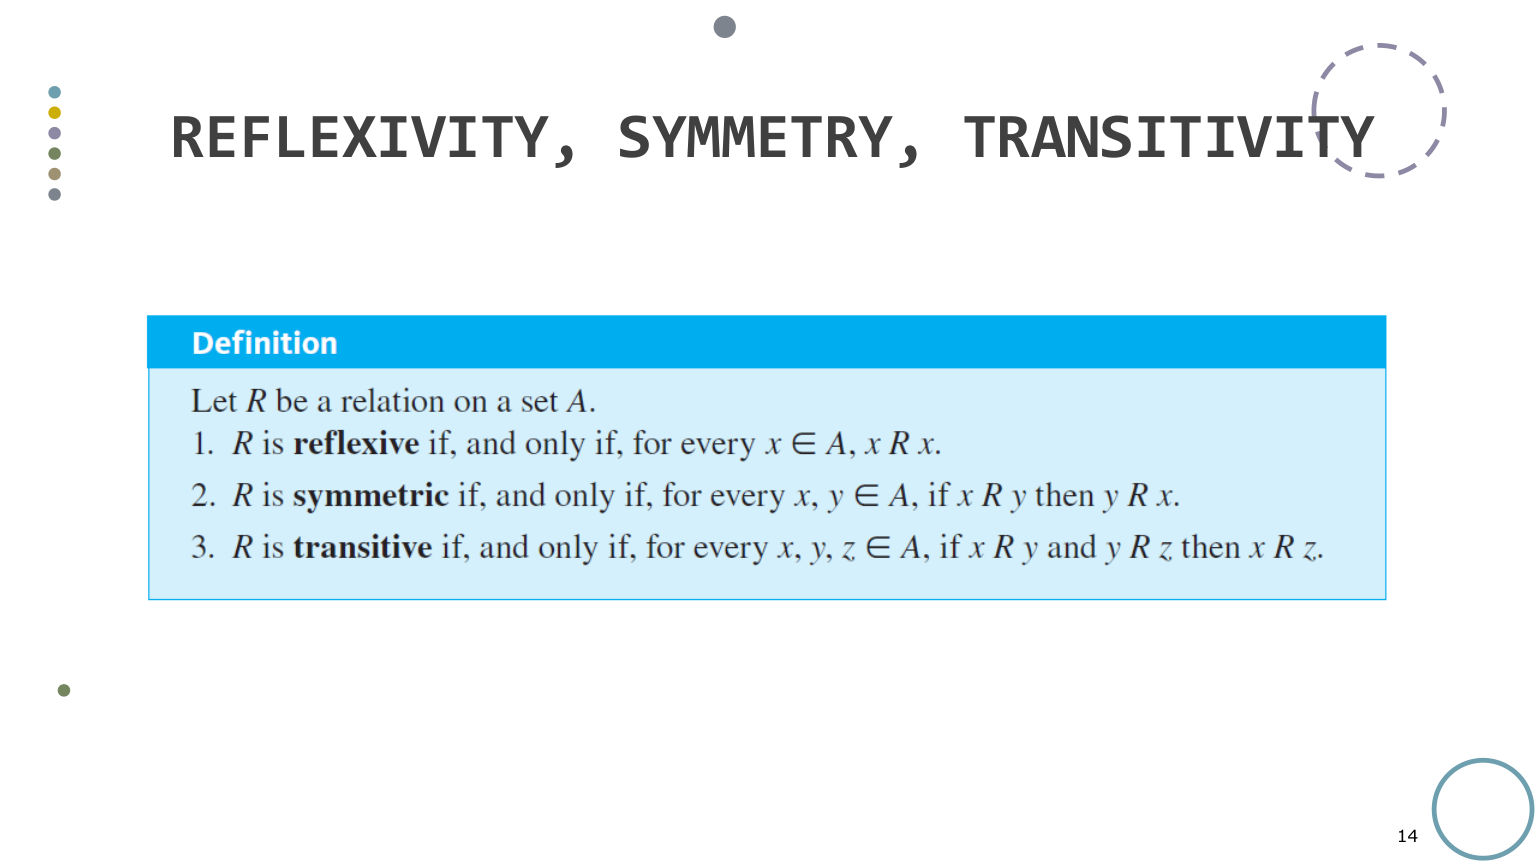 REFLEXIVITY, SYMMETRY, TRANSITIVITY
Definition
Let R be a relation on a set A.
1. R is reflexive if, and only if, for every x ∈ A, x R x.
2. R is symmetric if, and only if, for every x, y ∈ A, if x R y then y R x.
3. R is transitive if, and only if, for every x, y, z ∈ A, if x R y and y R z then x R z.
14